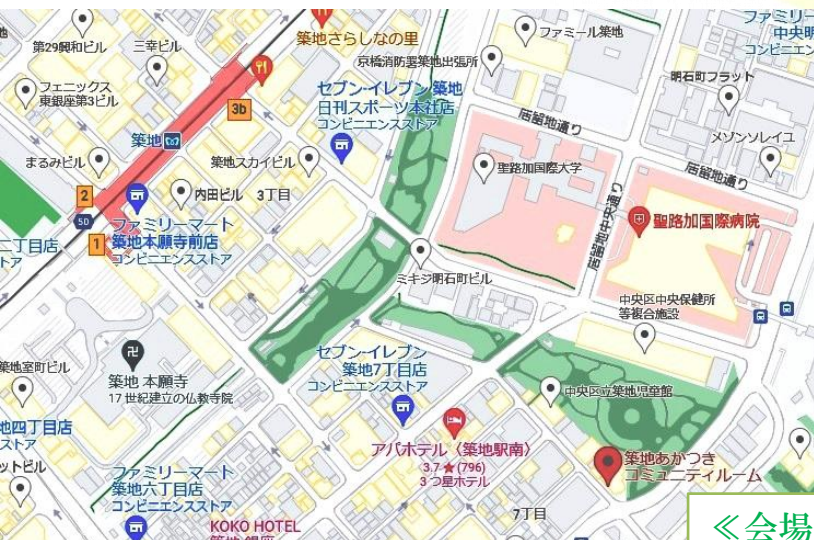 第29興和ビル
三幸ビル
築地さらしなの里
ファミール築地
ファミリー
中央明
コンビニエン
京橋消防署築地出張所
フェニックス
東銀座第3ビル
セブン-イレブン 築地
日刊スポーツ本社店
コンビニエンスストア
明石町フラット
3b
居留地通り
メゾンソレイユ
築地
まるみビル
築地スカイビル
聖路加国際大学
居留地通り
2
内田ビル
3丁目
居留地中央通り
50
聖路加国際病院
ファミリーマート
築地本願寺前店
コンビニエンスストア
1
二丁目店
トア
ミキジ明石町ビル
中央区中央保健所
等複合施設
築地室町ビル
築地 本願寺
17 世紀建立の仏教寺院
セブン-イレブン
築地7丁目店
コンビニエンスストア
中央区立築地児童館
地四丁目店
ストア
アパホテル〈築地駅南〉
3.7 ★ (796)
3 つ星ホテル
築地あかつき
コミュニティルーム
ットビル
ファミリーマート
築地六丁目店
コンビニエンスストア
7丁目
KOKO HOTEL
≪会場